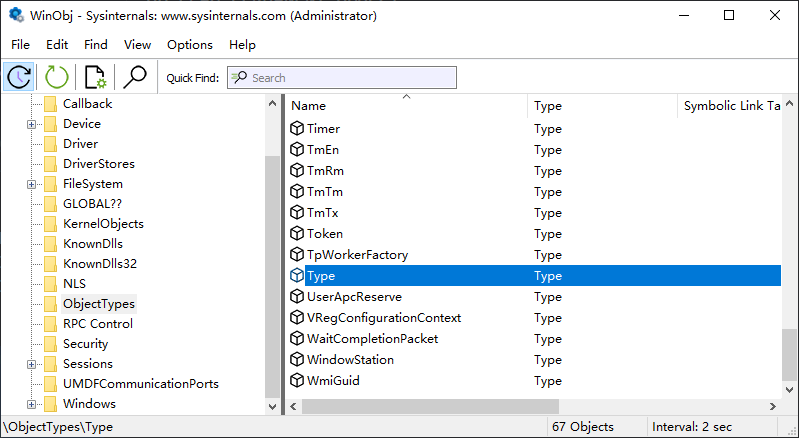 WinObj - Sysinternals: www.sysinternals.com (Administrator)
File Edit Find View Options Help
Quick Find: Search
Callback
Device
Driver
DriverStores
FileSystem
GLOBAL??
KernelObjects
KnownDlls
KnownDlls32
NLS
ObjectTypes
RPC Control
Security
Sessions
UMDFCommunicationPorts
Windows
Name Type Symbolic Link Ta
Timer Type
TmEn Type
TmRm Type
TmTm Type
TmTx Type
Token Type
TpWorkerFactory Type
Type Type
UserApcReserve Type
VRegConfigurationContext Type
WaitCompletionPacket Type
WindowStation Type
WmiGuid Type
\ObjectTypes\Type 67 Objects Interval: 2 sec